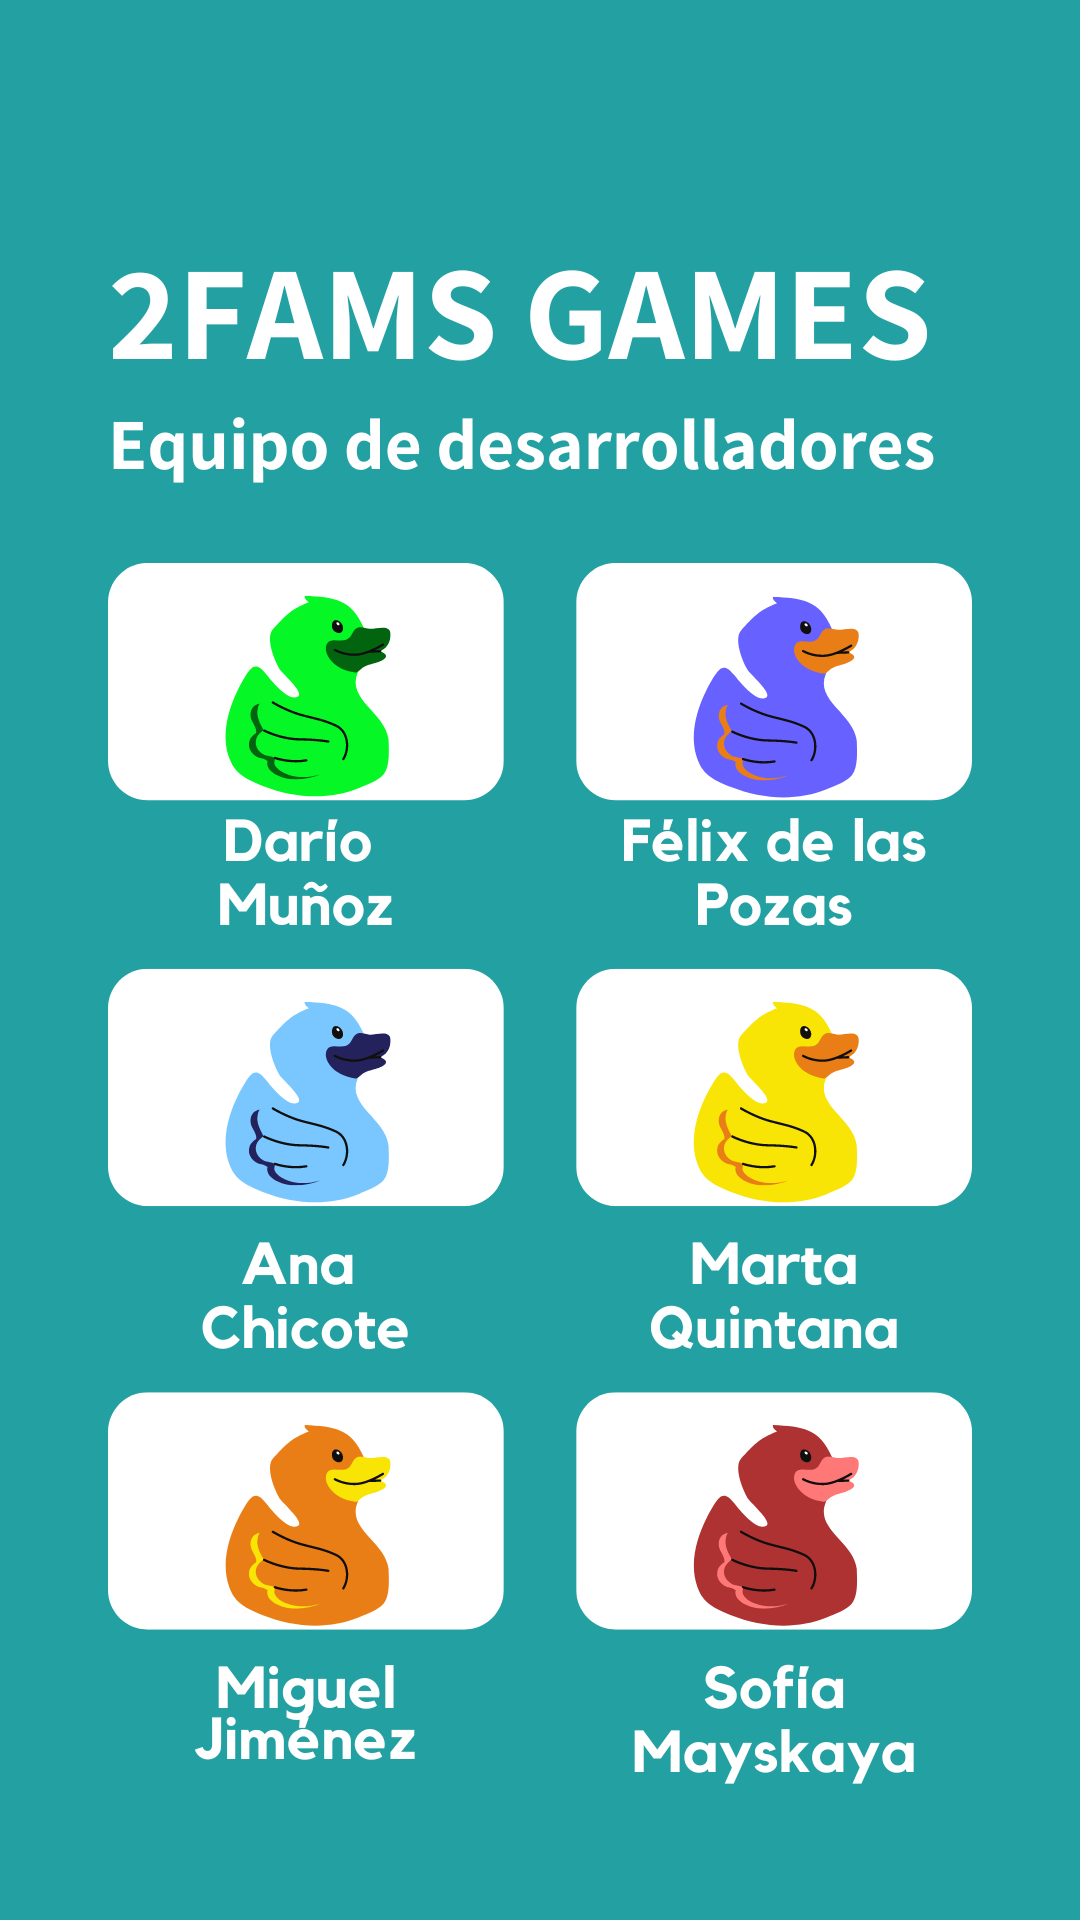 2FAMS GAMES
Equipo de desarrolladores
Darío
Muñoz
Félix de las
Pozas
Ana
Chicote
Marta
Quintana
Miguel
Jiménez
Sofía
Mayskaya